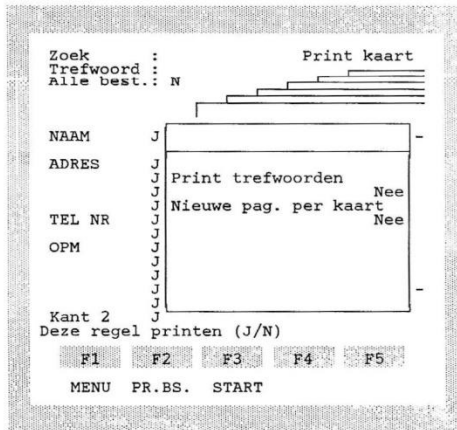 Zoek : Print kaart
Trefwoord :
Alle best.: N
NAAM J
ADRES J
J Print trefwoorden
J Nee
J Nieuwe pag. per kaart
TEL NR J Nee
J
OPM J
J
J
J
J
Kant 2 J
Deze regel printen (J/N)
F1 F2 F3 F4 F5
MENU PR.BS. START